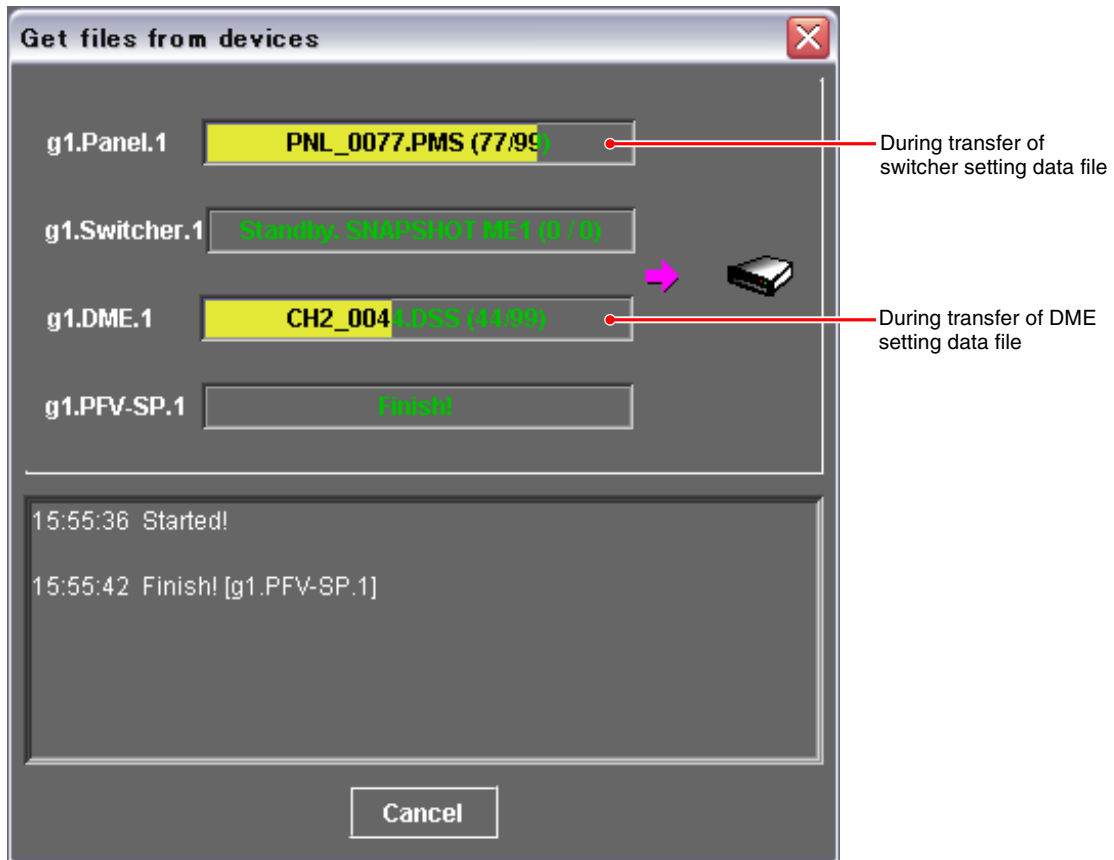 Get files from devices
g1.Panel.1
PNL_0077.PMS (77/99)
During transfer of
switcher setting data file
g1.Switcher.1
Standby. SNAPSHOT ME1 (0 / 0)
g1.DME.1
CH2_0044.DSS (44/99)
During transfer of DME
setting data file
g1.PFV-SP.1
Finish!
15:55:36 Started!
15:55:42 Finish! [g1.PFV-SP.1]
Cancel